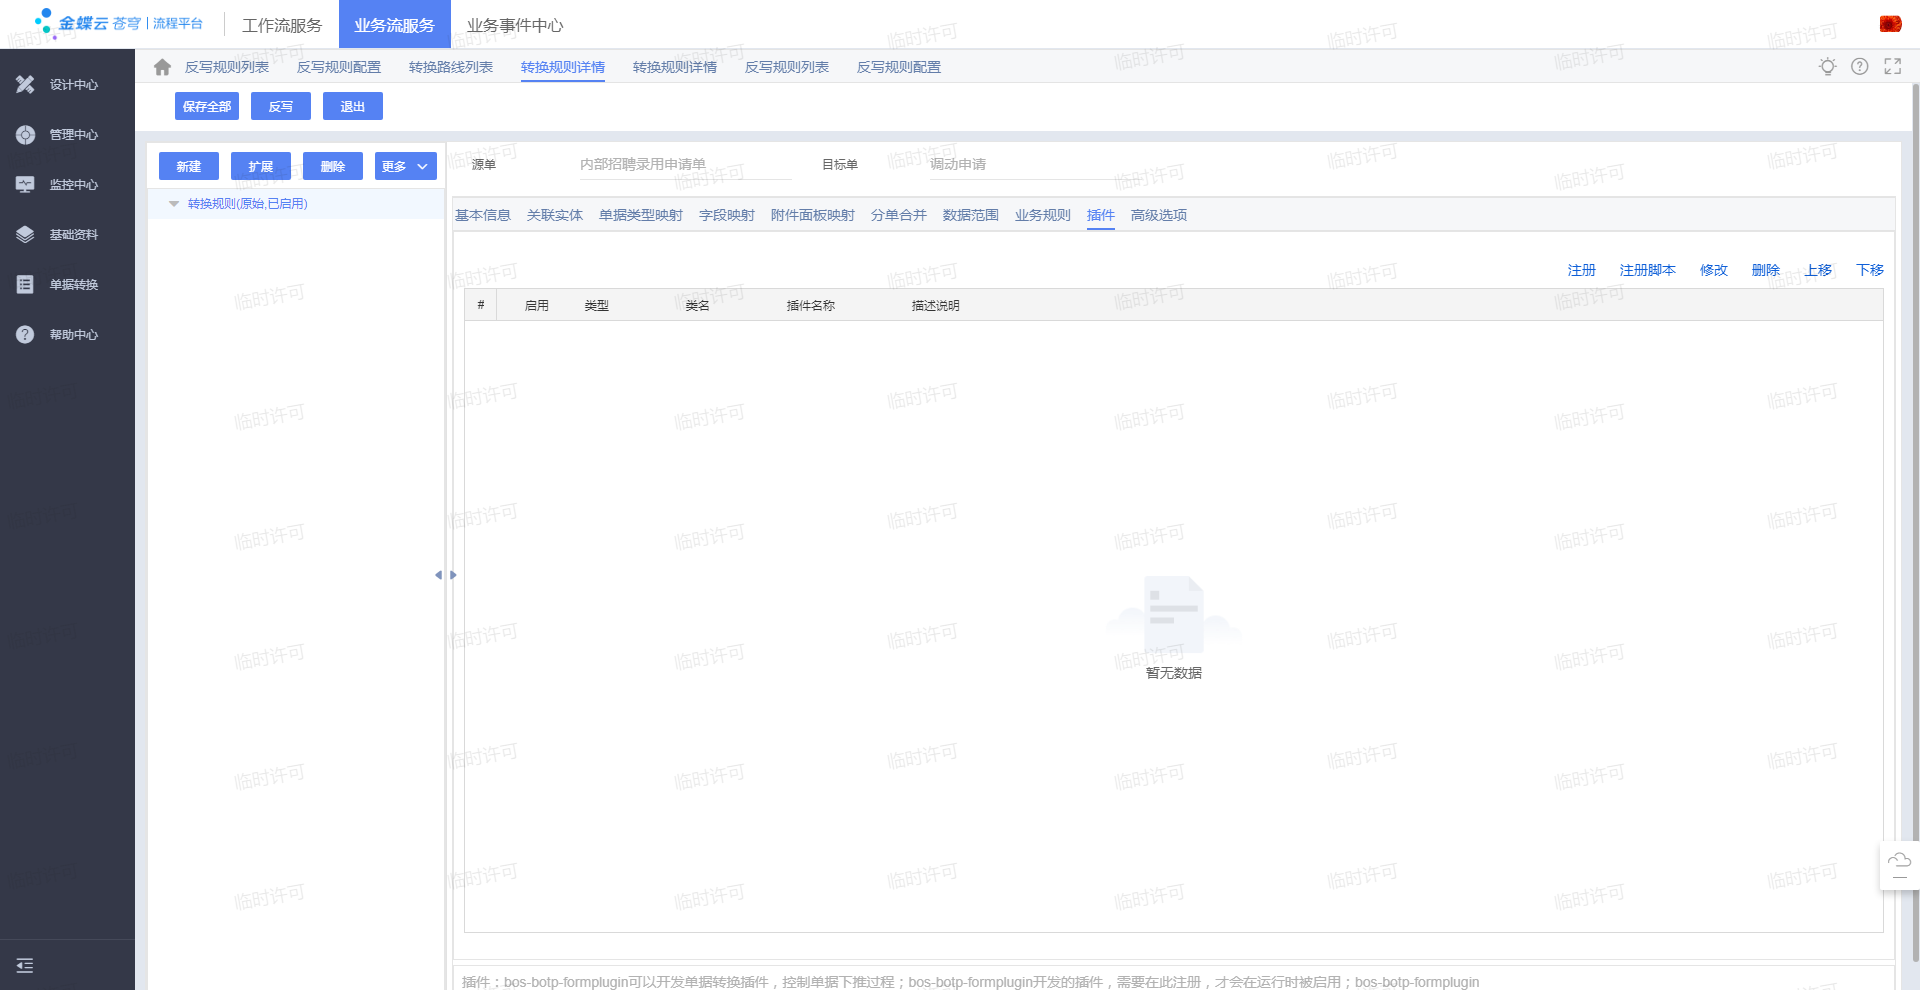 金蝶云 苍穹 | 流程平台
工作流服务 业务流服务 业务事件中心
反写规则列表 反写规则配置 转换路线列表 转换规则详情 转换规则详情 反写规则列表 反写规则配置
设计中心
管理中心
监控中心
基础资料
单据转换
帮助中心
保存全部 反写 退出
新建 扩展 删除 更多
转换规则(原始,已启用)
源单 内部招聘录用申请单 目标单 调动申请
基本信息 关联实体 单据类型映射 字段映射 附件面板映射 分单合并 数据范围 业务规则 插件 高级选项
注册 注册脚本 修改 删除 上移 下移
# 启用 类型 类名 插件名称 描述说明
暂无数据
插件：bos-botp-formplugin可以开发单据转换插件，控制单据下推过程；bos-botp-formplugin开发的插件，需要在此注册，才会在运行时被启用；bos-botp-formplugin
临时许可